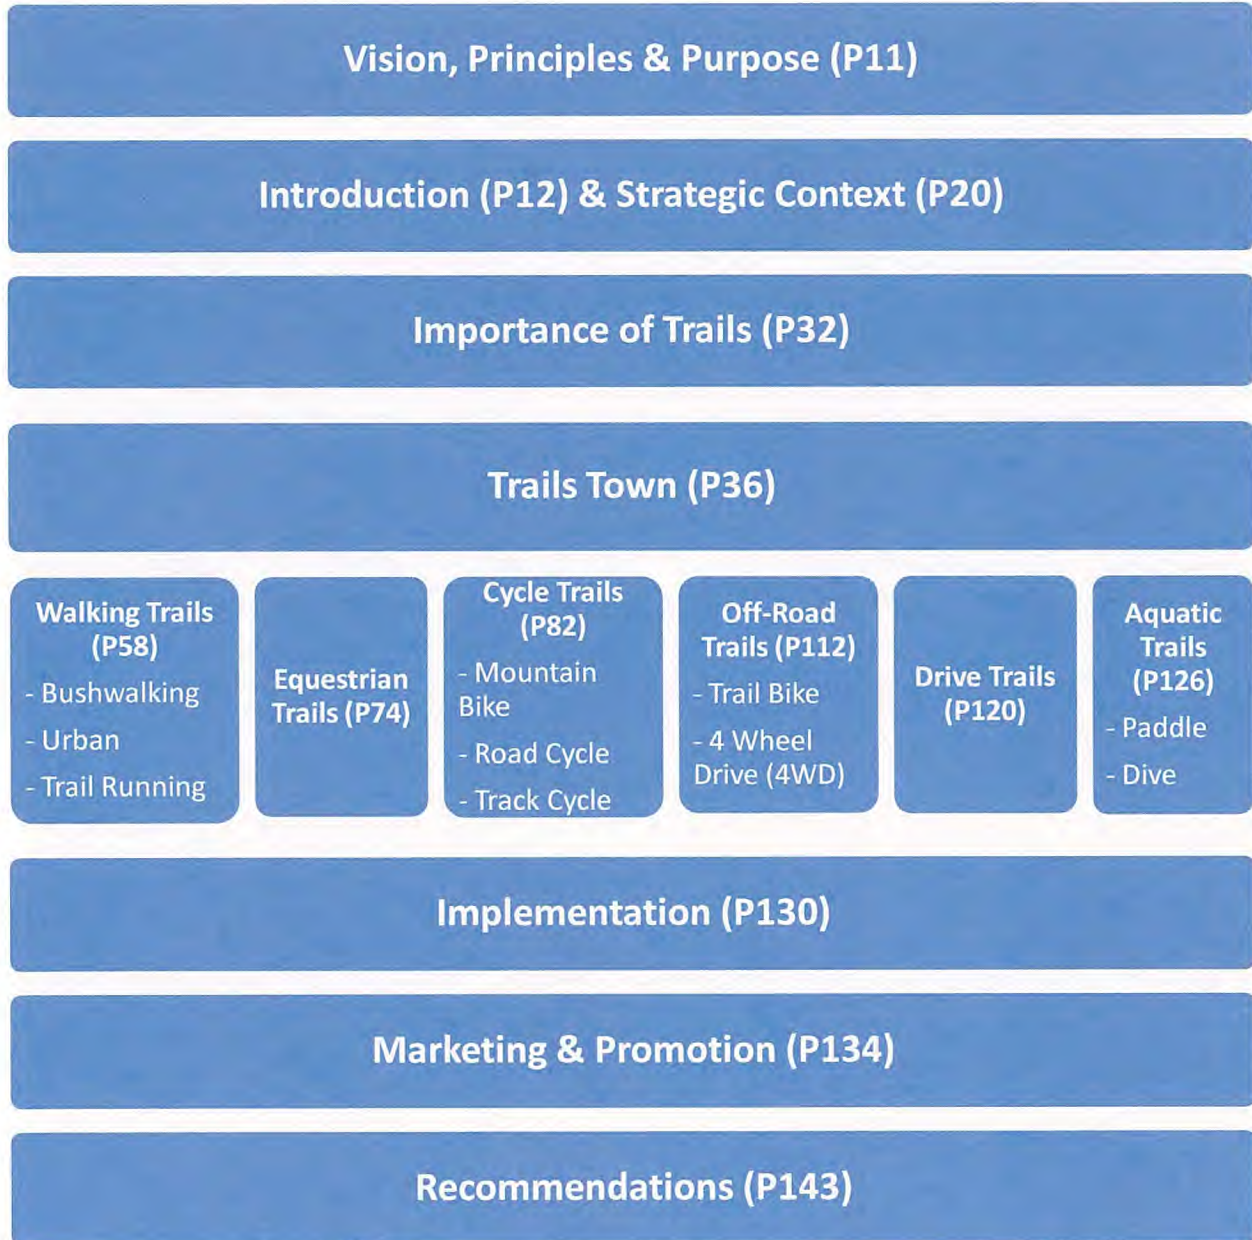 Vision, Principles & Purpose (P11)
Introduction (P12) & Strategic Context (P20)
Importance of Trails (P32)
Trails Town (P36)
Walking Trails
(P58)
- Bushwalking
- Urban
- Trail Running
Equestrian
Trails (P74)
Cycle Trails
(P82)
- Mountain
Bike
- Road Cycle
- Track Cycle
Off-Road
Trails (P112)
- Trail Bike
- 4 Wheel
Drive (4WD)
Drive Trails
(P120)
Aquatic
Trails
(P126)
- Paddle
- Dive
Implementation (P130)
Marketing & Promotion (P134)
Recommendations (P143)